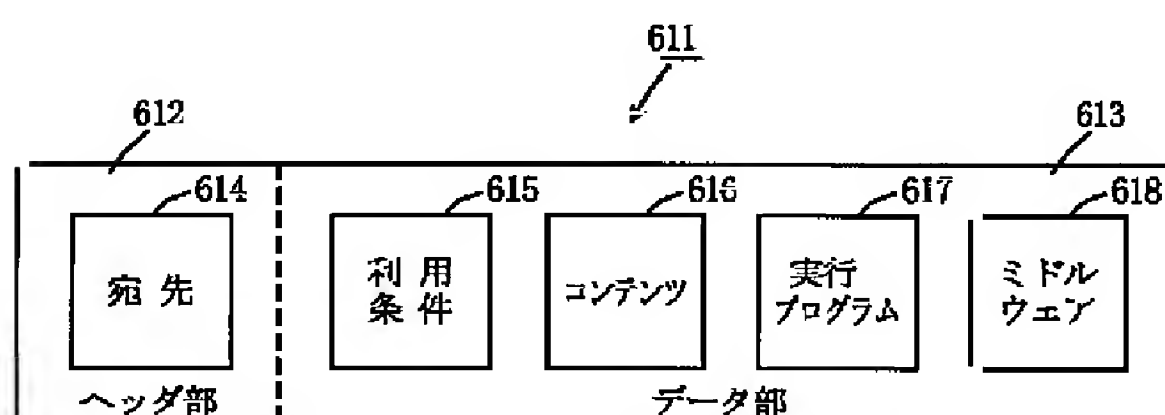 611
612
613
614
615
616
617
618
宛先
利用
条件
コンテンツ
実行
プログラム
ミドル
ウェア
ヘッダ部
データ部